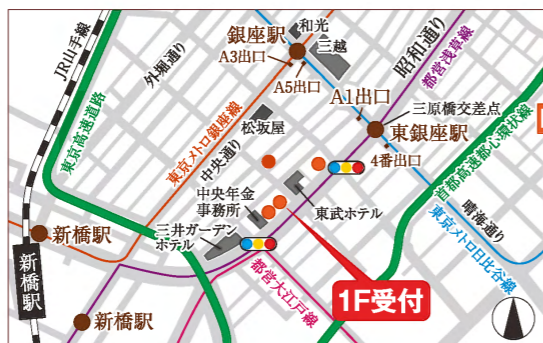 JR山手線
外堀通り
和光
銀座駅
三越
A3出口
A5出口
昭和通り
都営浅草線
A1出口
三原橋交差点
東銀座駅
4番出口
東京高速道路
東京メトロ銀座線
中央通り
松坂屋
首都高速都心環状線
晴海通り
東京メトロ日比谷線
中央年金
事務所
東武ホテル
三井ガーデン
ホテル
新橋駅
新橋駅
新橋駅
都営大江戸線
1F受付